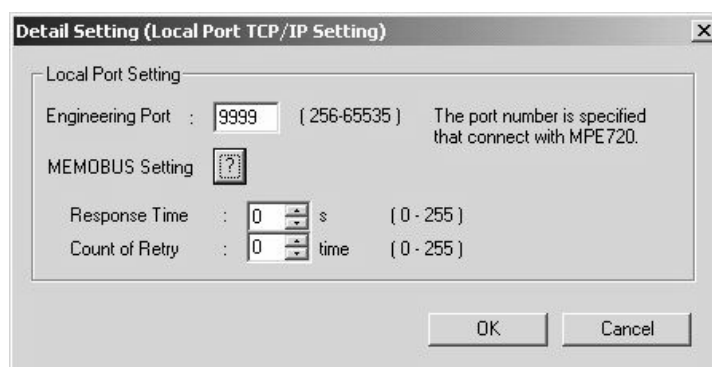 Detail Setting (Local Port TCP/IP Setting)
Local Port Setting
Engineering Port : 9999 ( 256-65535 ) The port number is specified
that connect with MPE720.
MEMOBUS Setting ?
Response Time : 0 s ( 0 - 255 )
Count of Retry : 0 time ( 0 - 255 )
OK Cancel